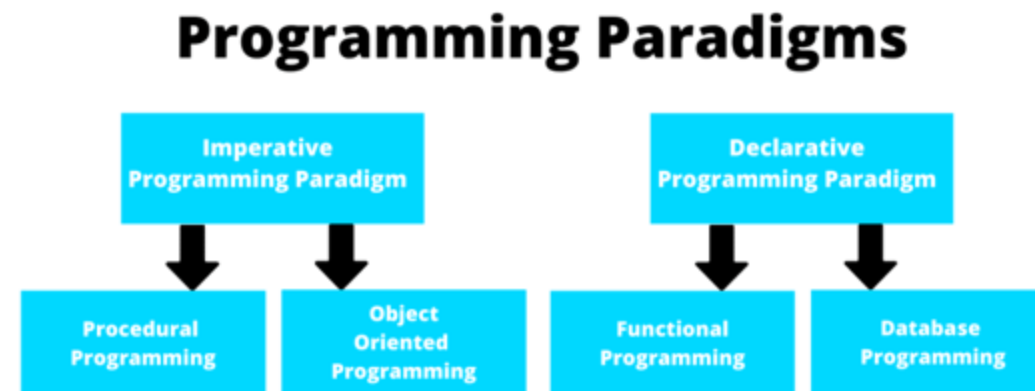 Programming Paradigms
Imperative
Programming Paradigm
Declarative
Programming Paradigm
Procedural
Programming
Object
Oriented
Programming
Functional
Programming
Database
Programming